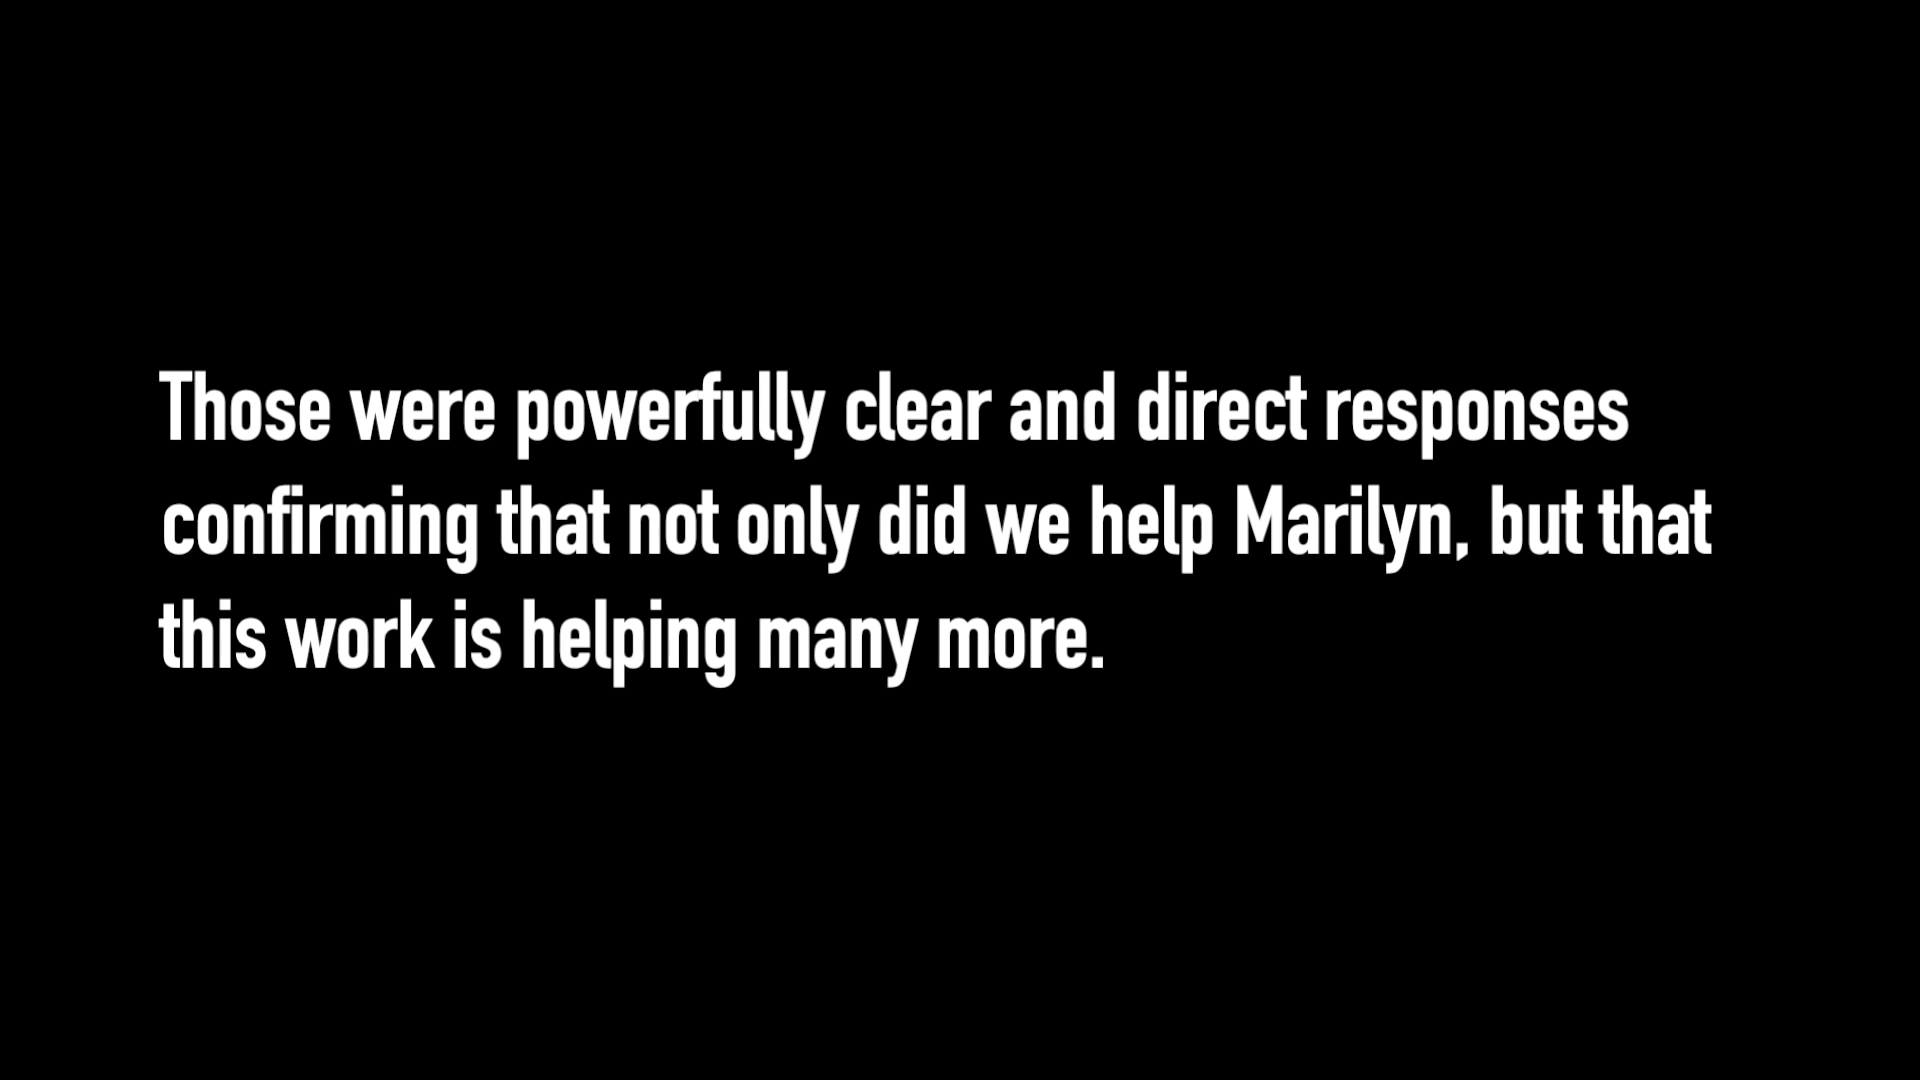 Those were powerfully clear and direct responses
confirming that not only did we help Marilyn, but that
this work is helping many more.